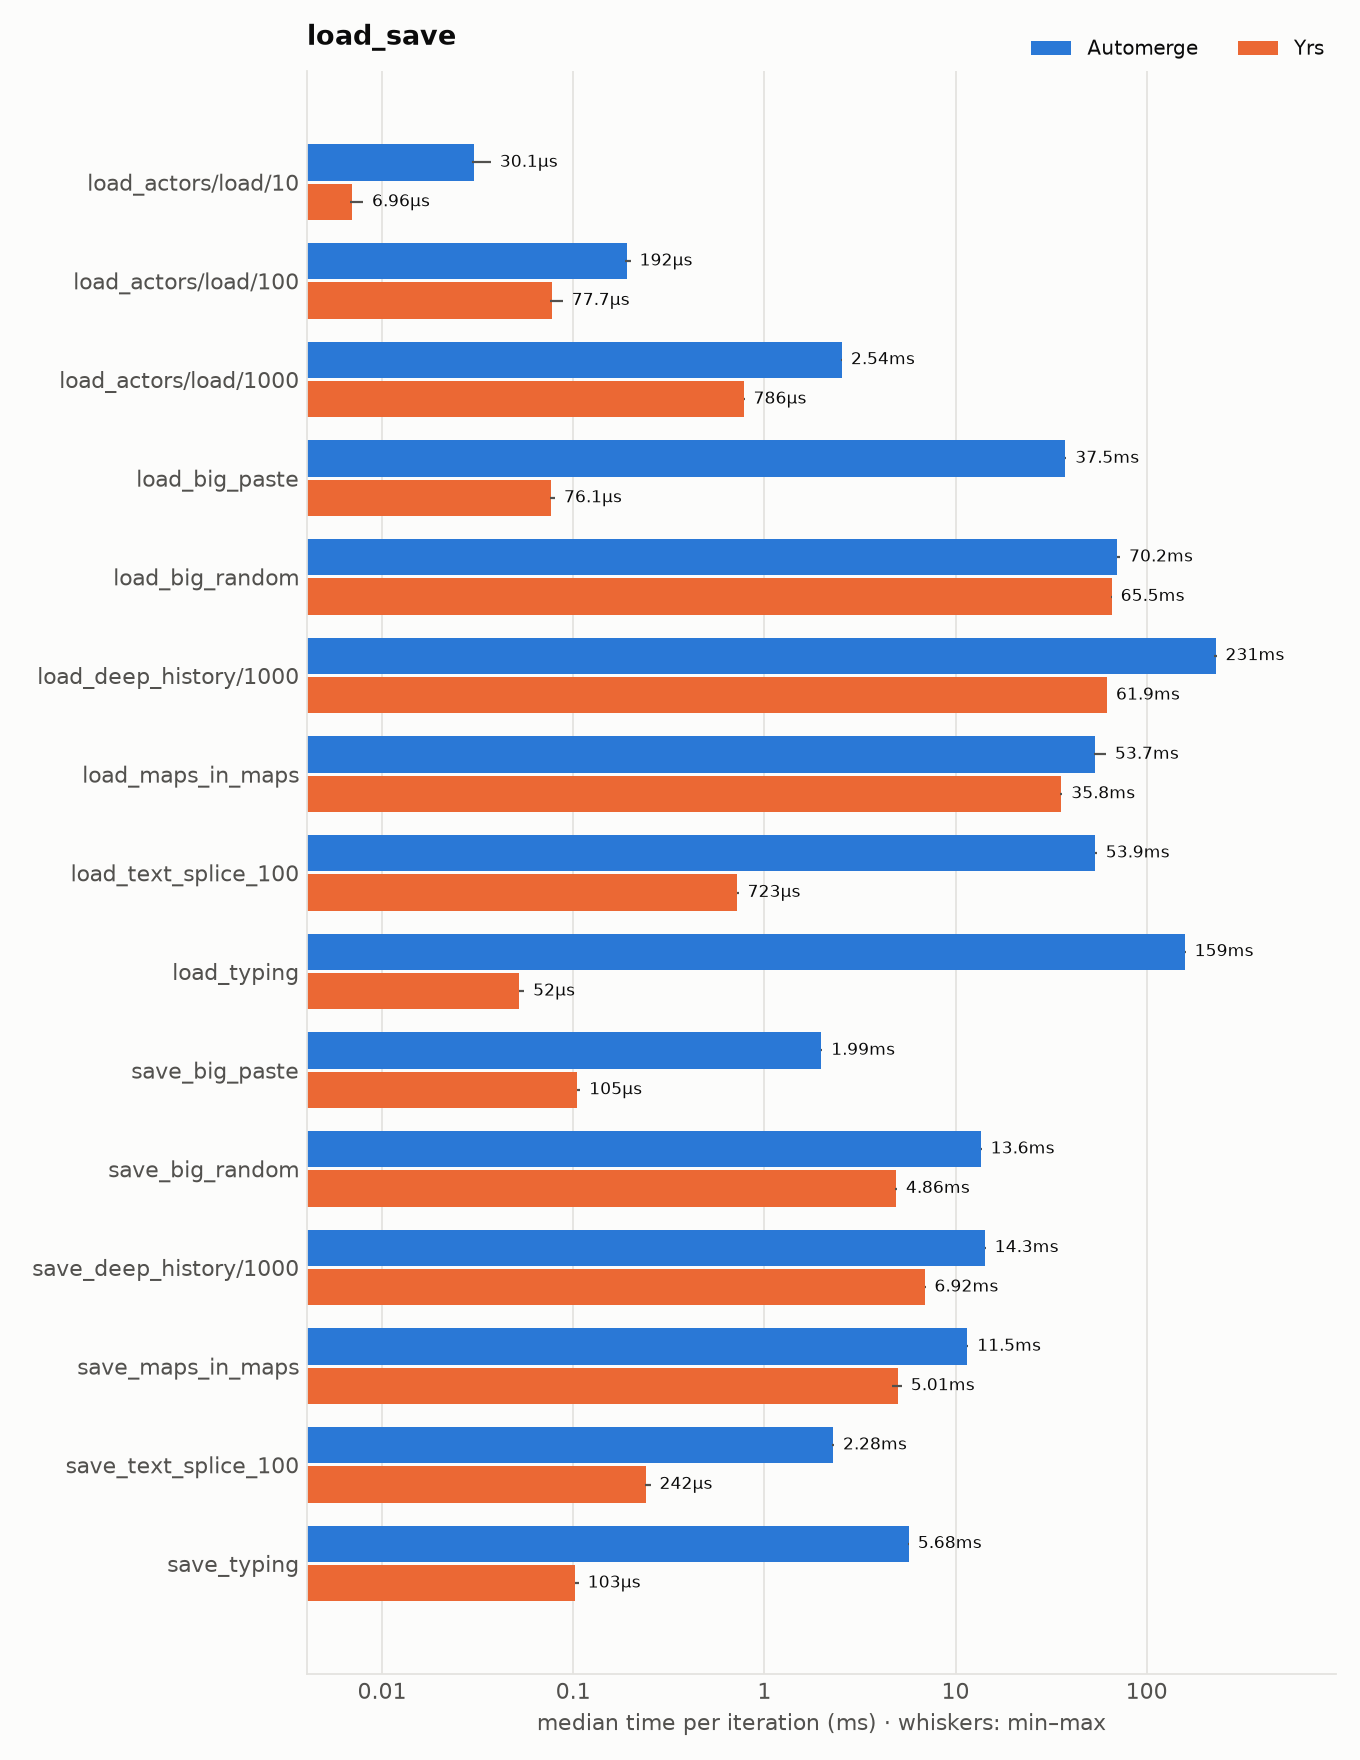 load_save
Automerge
Yrs
load_actors/load/10
30.1µs
6.96µs
load_actors/load/100
192µs
77.7µs
load_actors/load/1000
2.54ms
786µs
load_big_paste
37.5ms
76.1µs
load_big_random
70.2ms
65.5ms
load_deep_history/1000
231ms
61.9ms
load_maps_in_maps
53.7ms
35.8ms
load_text_splice_100
53.9ms
723µs
load_typing
159ms
52µs
save_big_paste
1.99ms
105µs
save_big_random
13.6ms
4.86ms
save_deep_history/1000
14.3ms
6.92ms
save_maps_in_maps
11.5ms
5.01ms
save_text_splice_100
2.28ms
242µs
save_typing
5.68ms
103µs
0.01 0.1 1 10 100
median time per iteration (ms) · whiskers: min–max